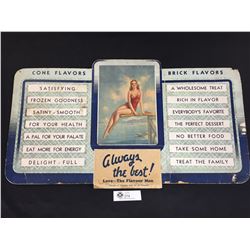 CONE FLAVORS
SATISFYING
FROZEN GOODNESS
SATINY-SMOOTH
FOR YOUR HEALTH
A PAL FOR YOUR PALATE
EAT MORE FOR ENERGY
DELIGHT-FULL
Always the best!
Love-The Flavour Man
BRICK FLAVORS
A WHOLESOME TREAT
RICH IN FLAVOR
EVERYBODY'S FAVORITE
THE PERFECT DESSERT
NO BETTER FOOD
TAKE SOME HOME
TREAT THE FAMILY